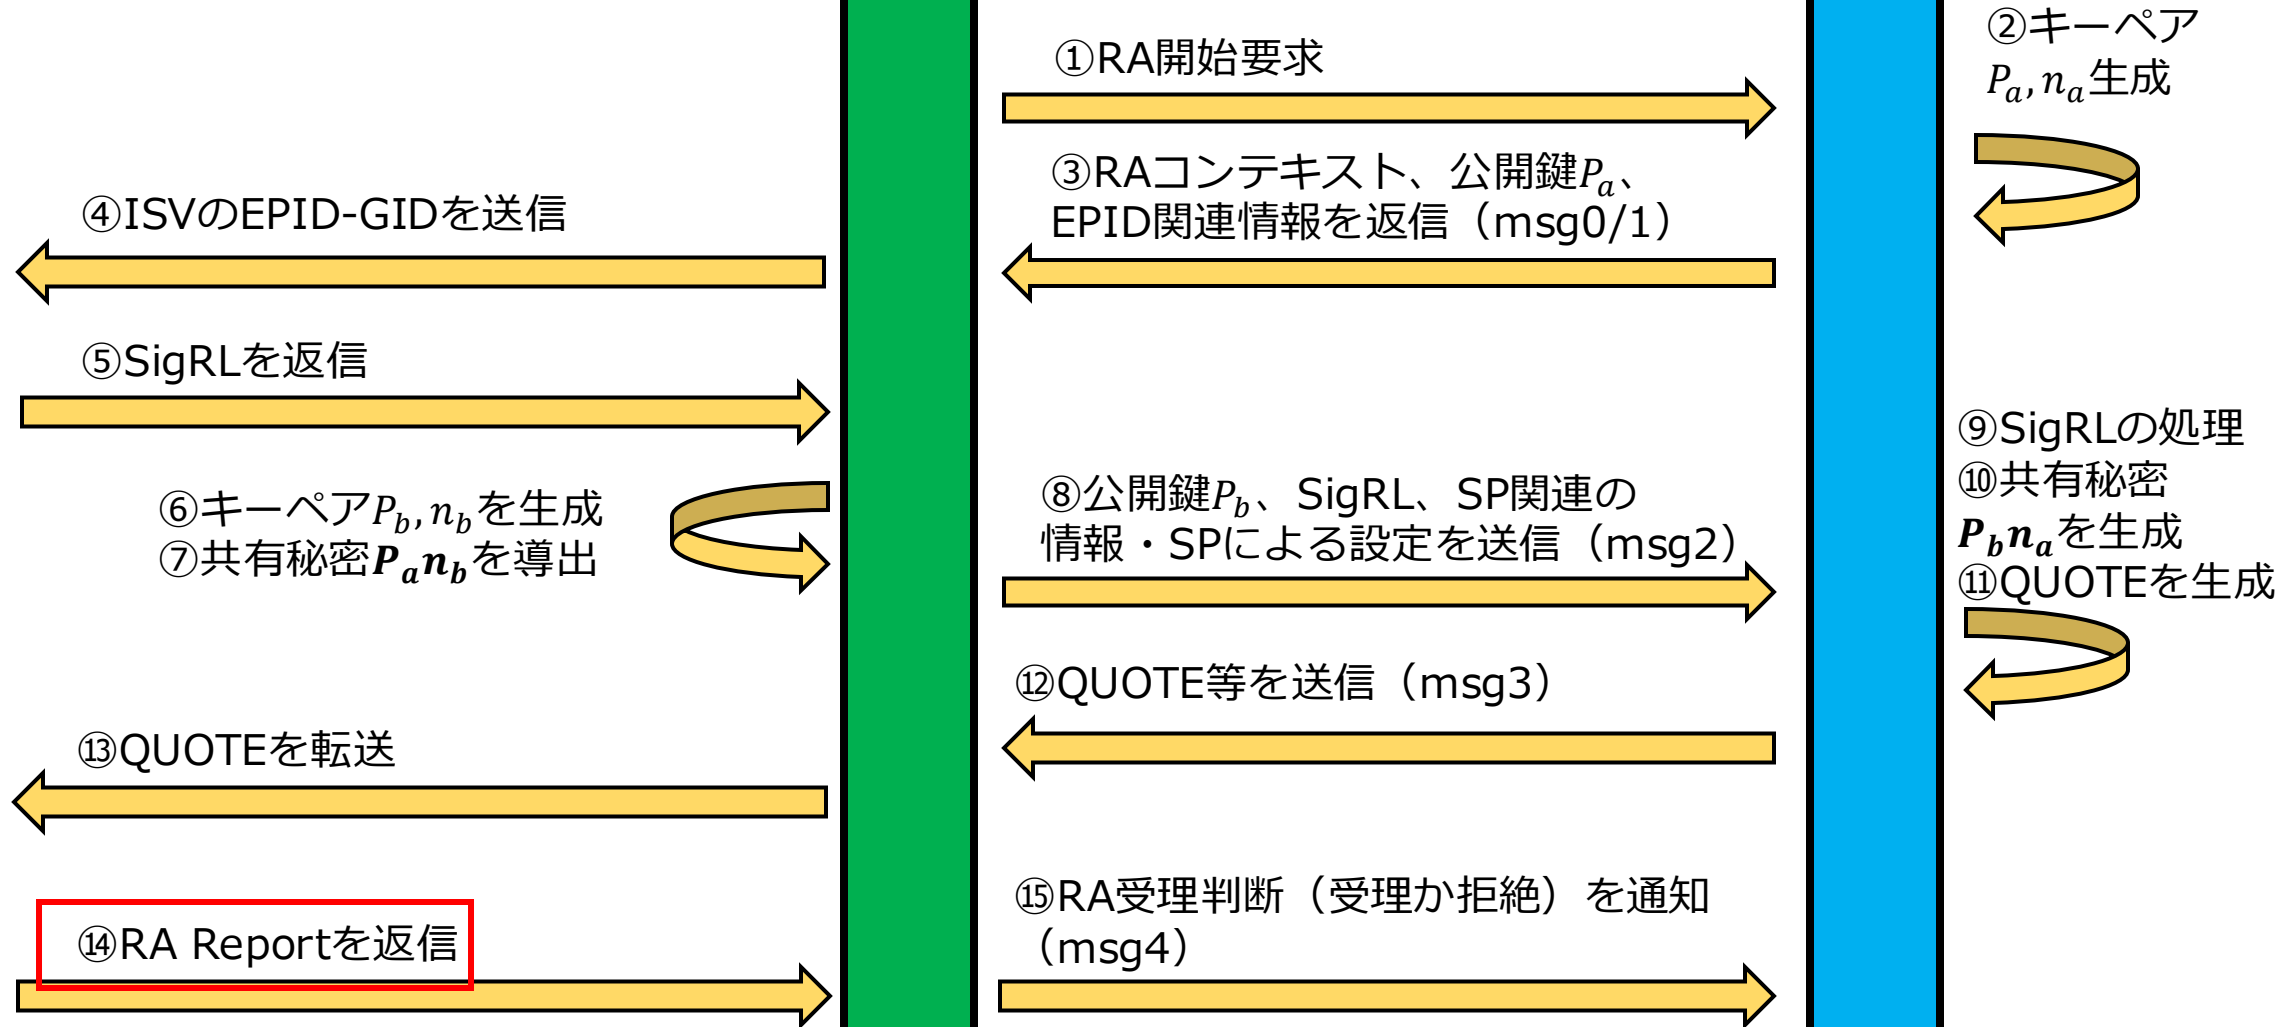 ①RA開始要求
②キーペア
P_a, n_a生成
③RAコンテキスト、公開鍵P_a、
EPID関連情報を返信（msg0/1）
④ISVのEPID-GIDを送信
⑤SigRLを返信
⑥キーペアP_b, n_bを生成
⑦共有秘密P_a n_bを導出
⑧公開鍵P_b、SigRL、SP関連の
情報・SPによる設定を送信（msg2）
⑨SigRLの処理
⑩共有秘密
P_b n_aを生成
⑪QUOTEを生成
⑫QUOTE等を送信（msg3）
⑬QUOTEを転送
⑭RA Reportを返信
⑮RA受理判断（受理か拒絶）を通知
（msg4）